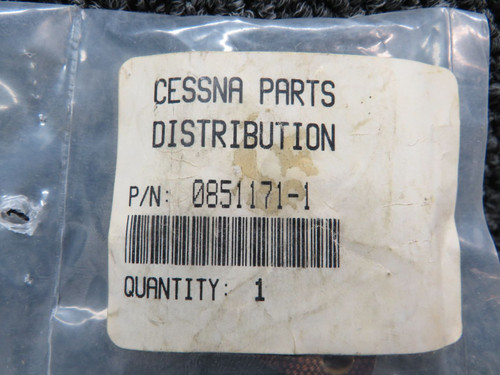 CESSNA PARTS
DISTRIBUTION
P/N: 0851171-1
QUANTITY: 1